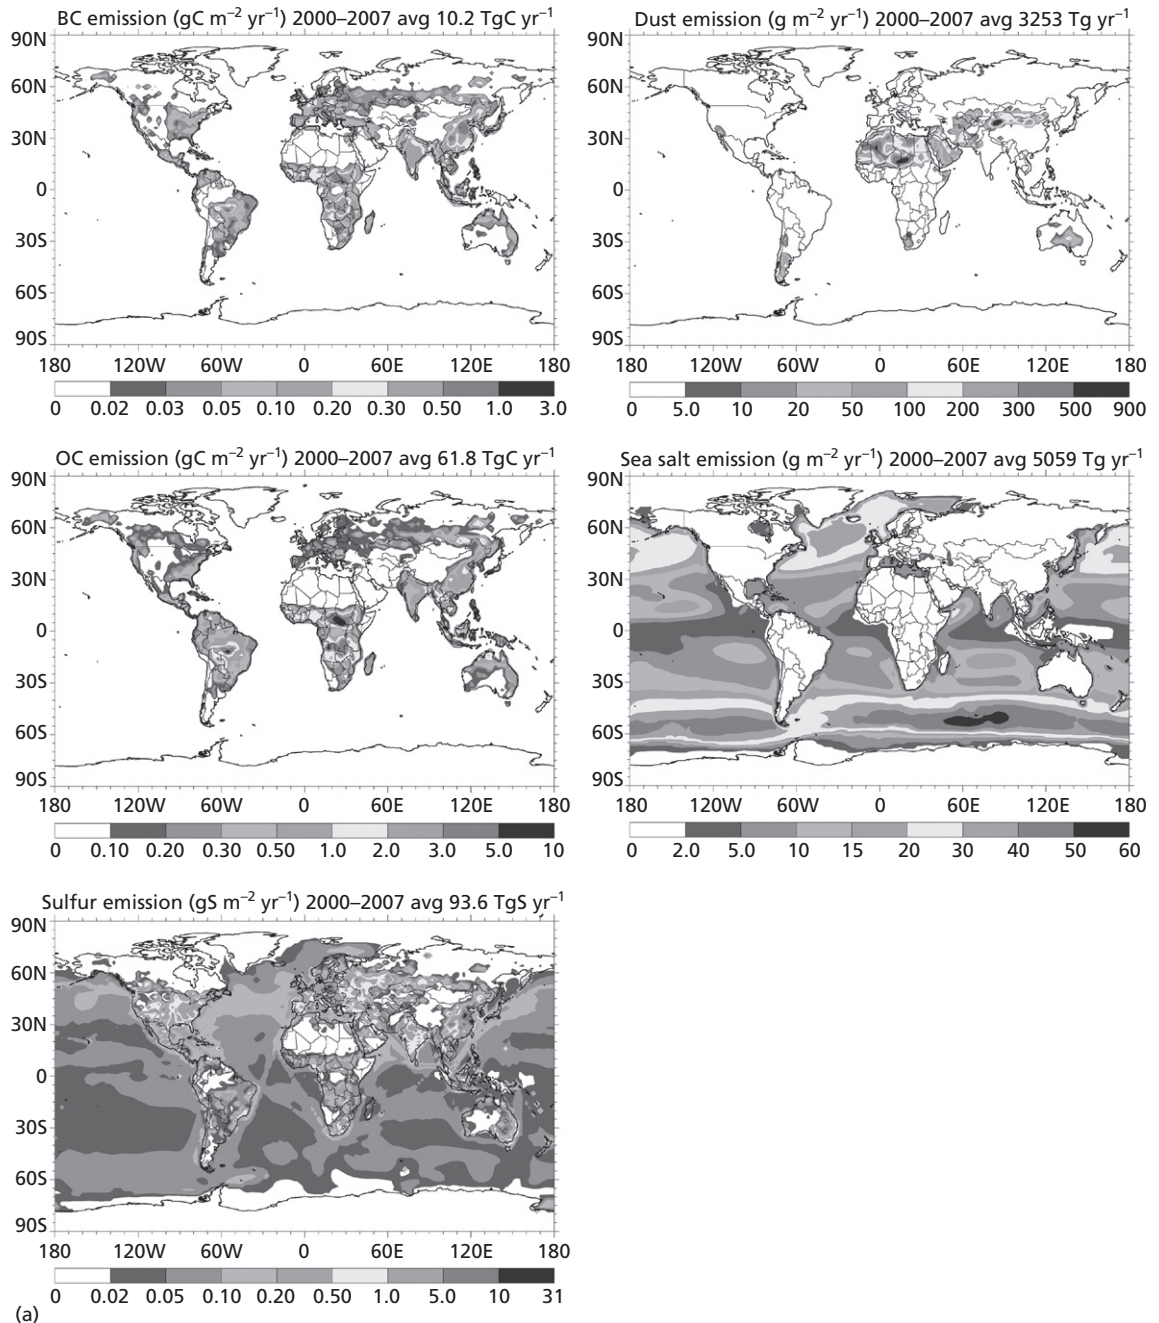 BC emission (gC m⁻² yr⁻¹) 2000–2007 avg 10.2 TgC yr⁻¹
90N
60N
30N
0
30S
60S
90S
180 120W 60W 0 60E 120E 180
0 0.02 0.03 0.05 0.10 0.20 0.30 0.50 1.0 3.0
Dust emission (g m⁻² yr⁻¹) 2000–2007 avg 3253 Tg yr⁻¹
90N
60N
30N
0
30S
60S
90S
180 120W 60W 0 60E 120E 180
0 5.0 10 20 50 100 200 300 500 900
OC emission (gC m⁻² yr⁻¹) 2000–2007 avg 61.8 TgC yr⁻¹
90N
60N
30N
0
30S
60S
90S
180 120W 60W 0 60E 120E 180
0 0.10 0.20 0.30 0.50 1.0 2.0 3.0 5.0 10
Sea salt emission (g m⁻² yr⁻¹) 2000–2007 avg 5059 Tg yr⁻¹
90N
60N
30N
0
30S
60S
90S
180 120W 60W 0 60E 120E 180
0 2.0 5.0 10 15 20 30 40 50 60
Sulfur emission (gS m⁻² yr⁻¹) 2000–2007 avg 93.6 TgS yr⁻¹
90N
60N
30N
0
30S
60S
90S
180 120W 60W 0 60E 120E 180
0 0.02 0.05 0.10 0.20 0.50 1.0 5.0 10 31
(a)